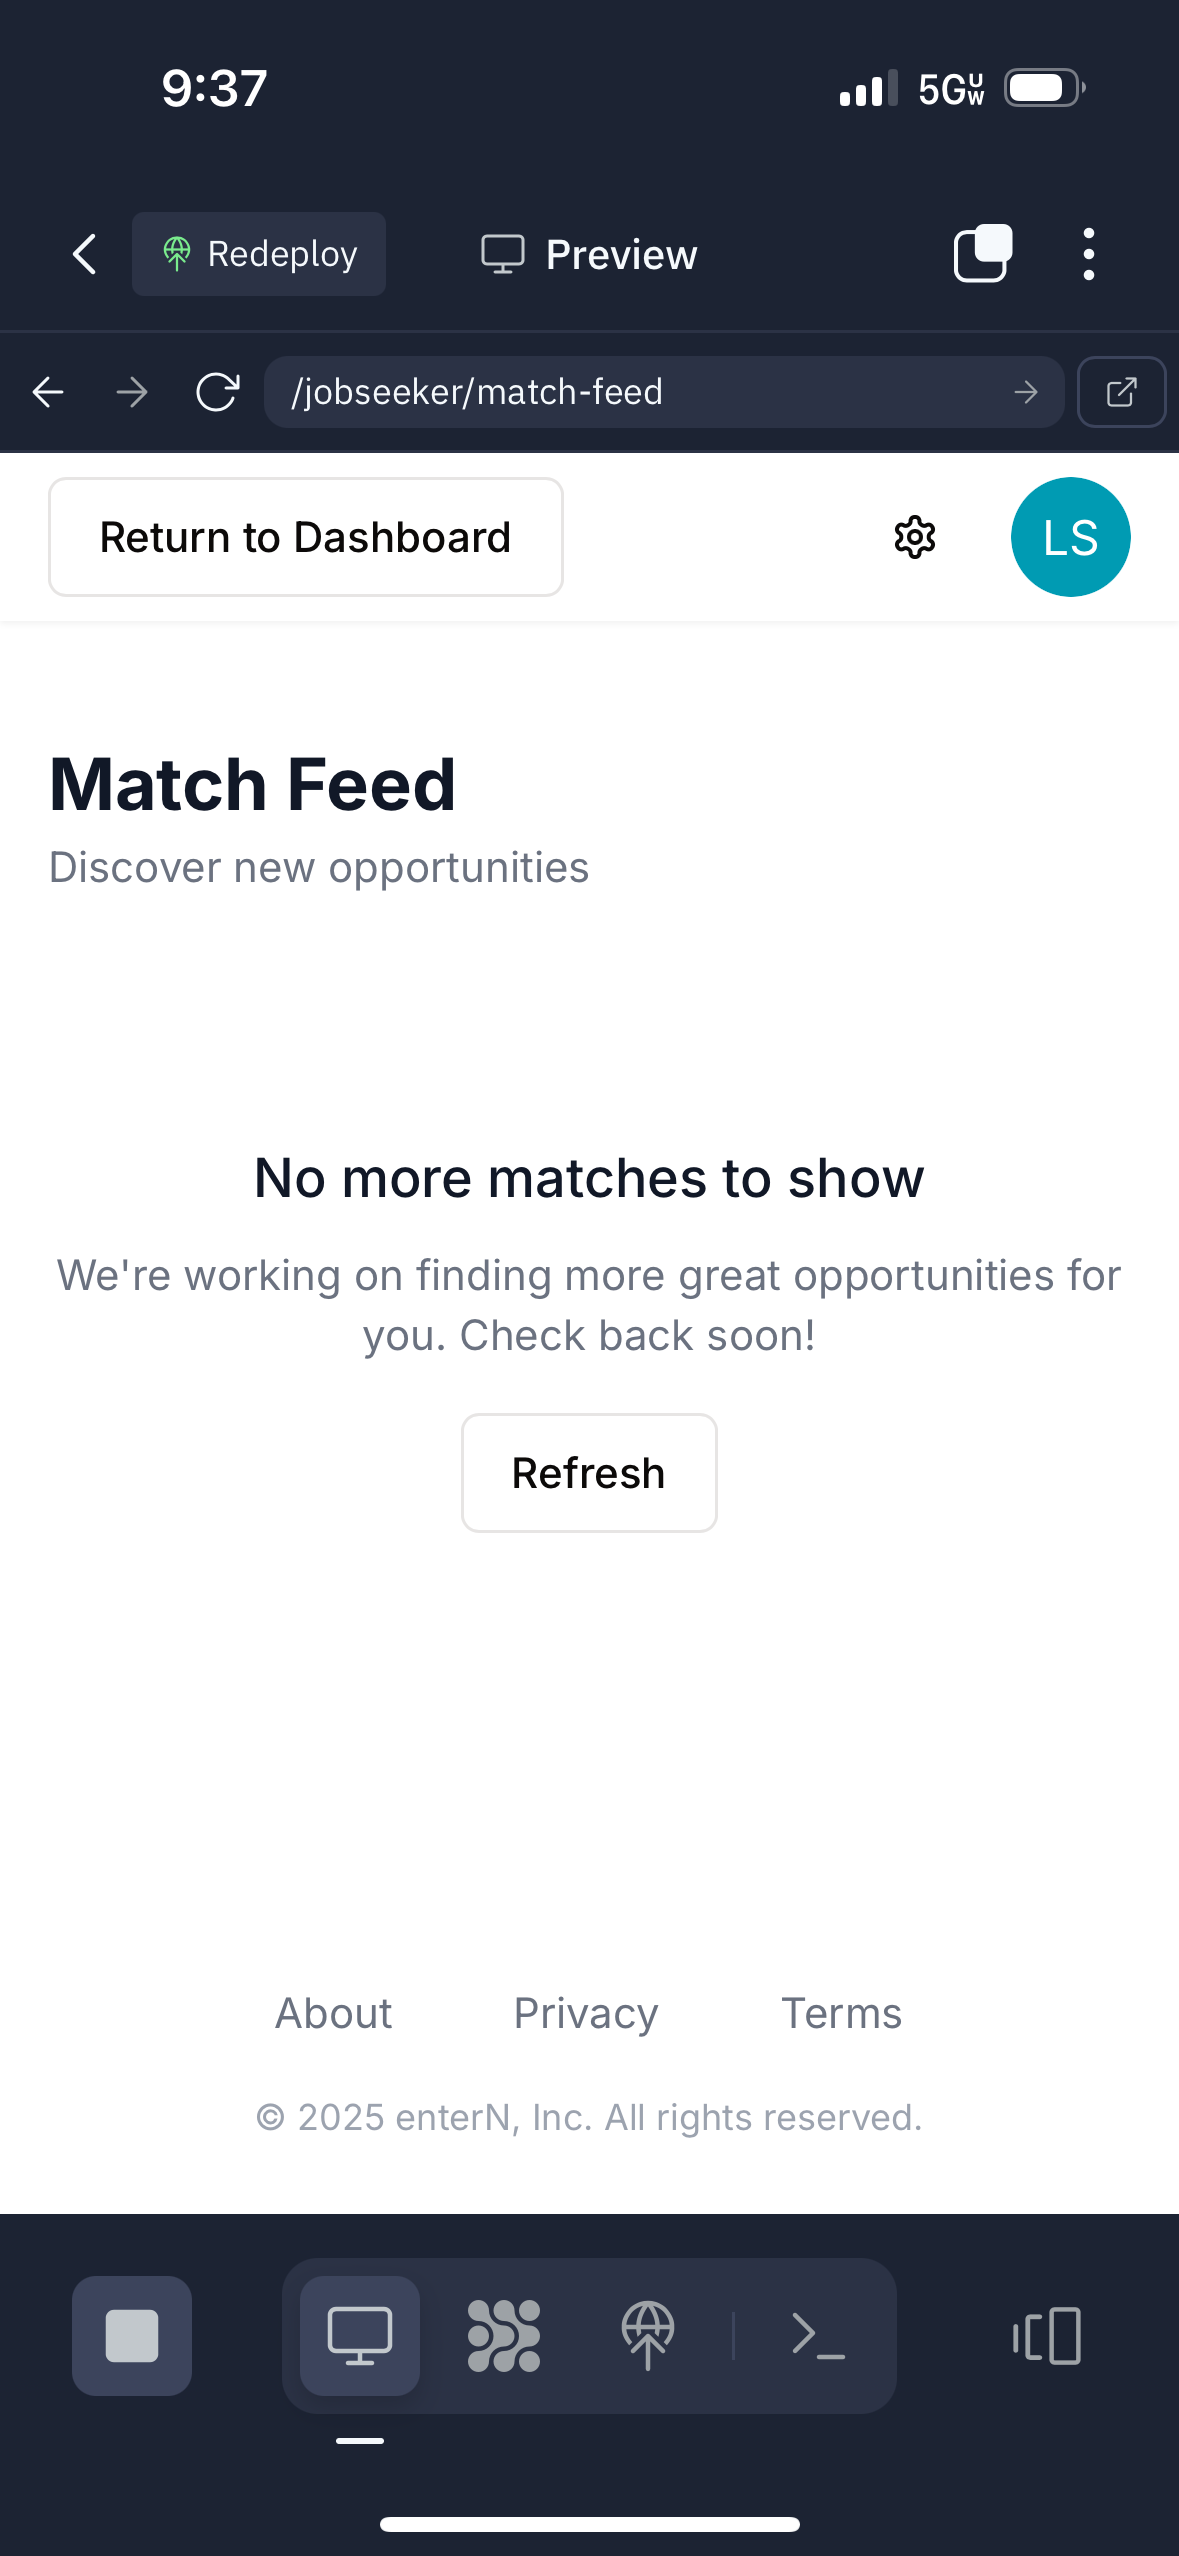 9:37
5G UW
Redeploy
Preview
/jobseeker/match-feed
Return to Dashboard
LS
Match Feed
Discover new opportunities
No more matches to show
We're working on finding more great opportunities for
you. Check back soon!
Refresh
About Privacy Terms
© 2025 enterN, Inc. All rights reserved.